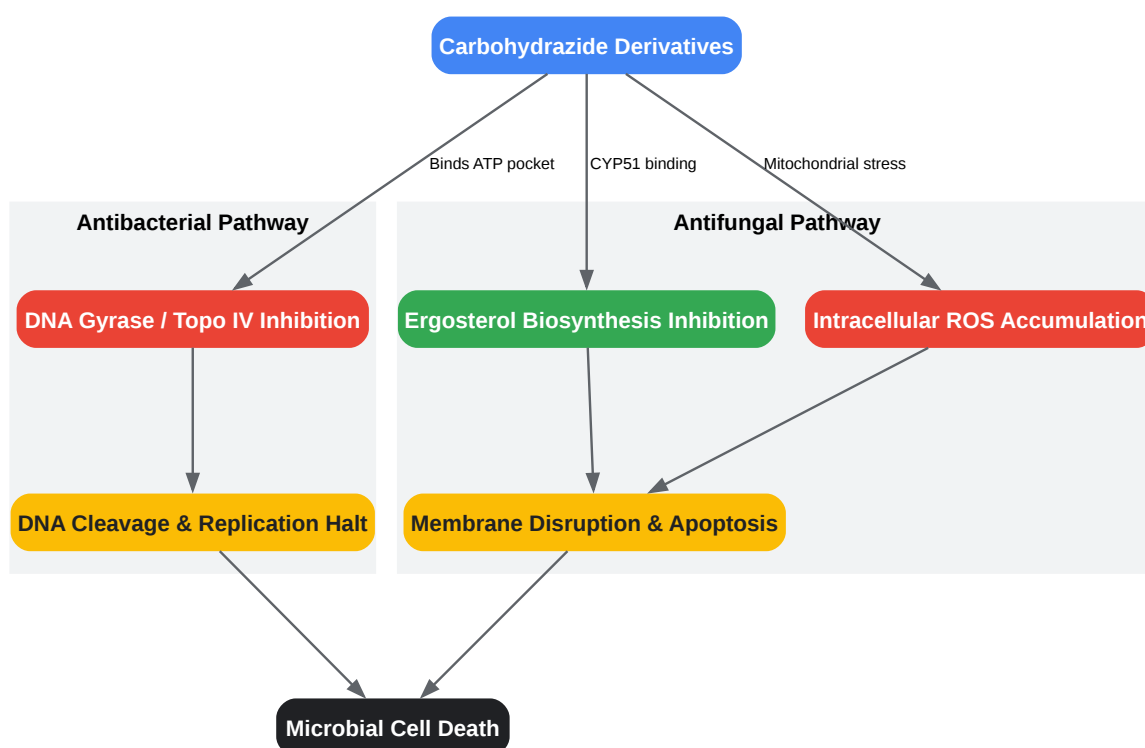 Carbohydrazide Derivatives
Binds ATP pocket
CYP51 binding
Mitochondrial stress
Antibacterial Pathway
Antifungal Pathway
DNA Gyrase / Topo IV Inhibition
Ergosterol Biosynthesis Inhibition
Intracellular ROS Accumulation
DNA Cleavage & Replication Halt
Membrane Disruption & Apoptosis
Microbial Cell Death